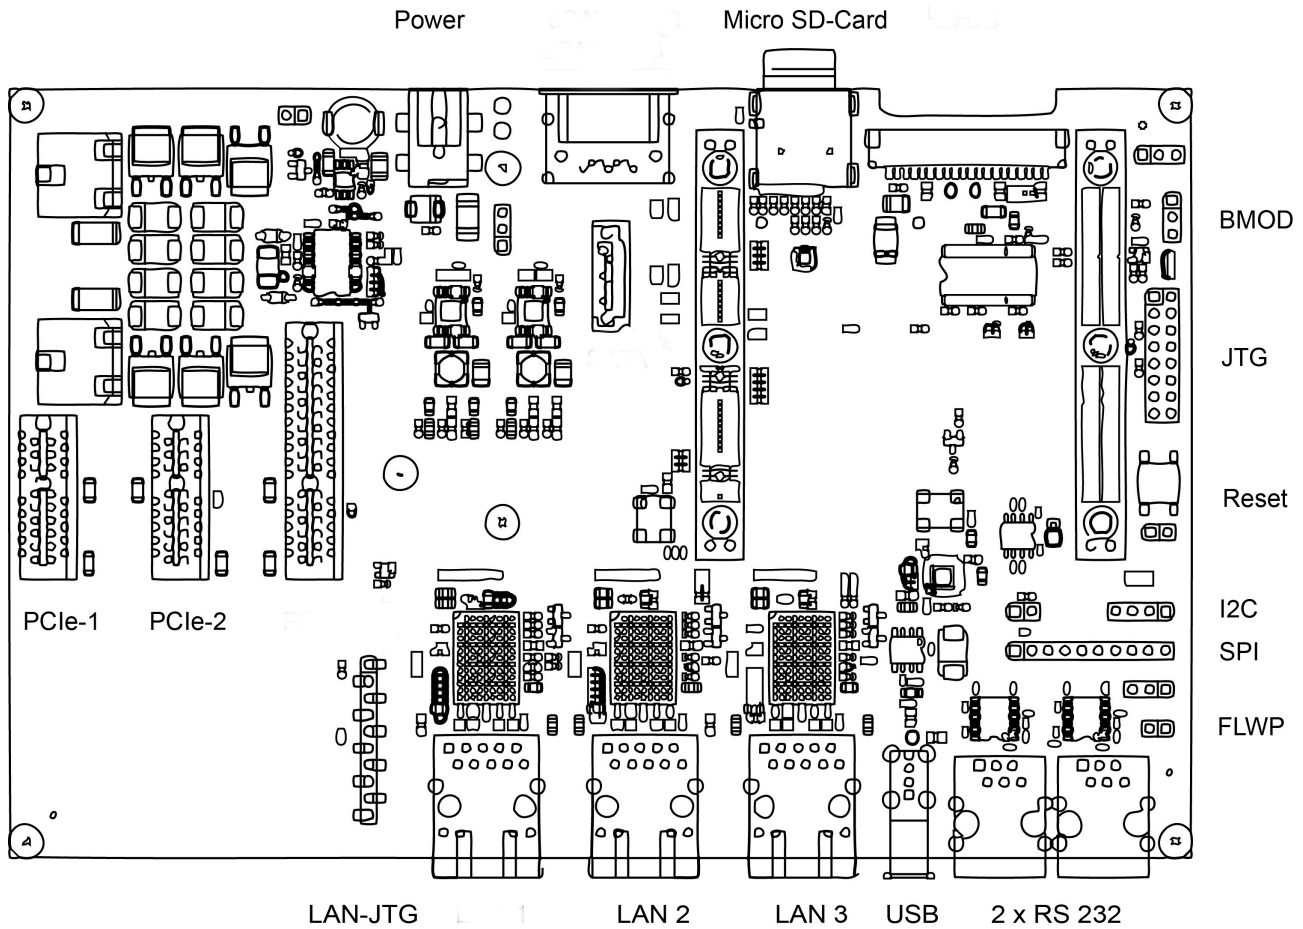 Power
Micro SD-Card
BMOD
JTG
Reset
PCIe-1
PCIe-2
I2C
SPI
FLWP
LAN-JTG
LAN 2
LAN 3
USB
2 x RS 232